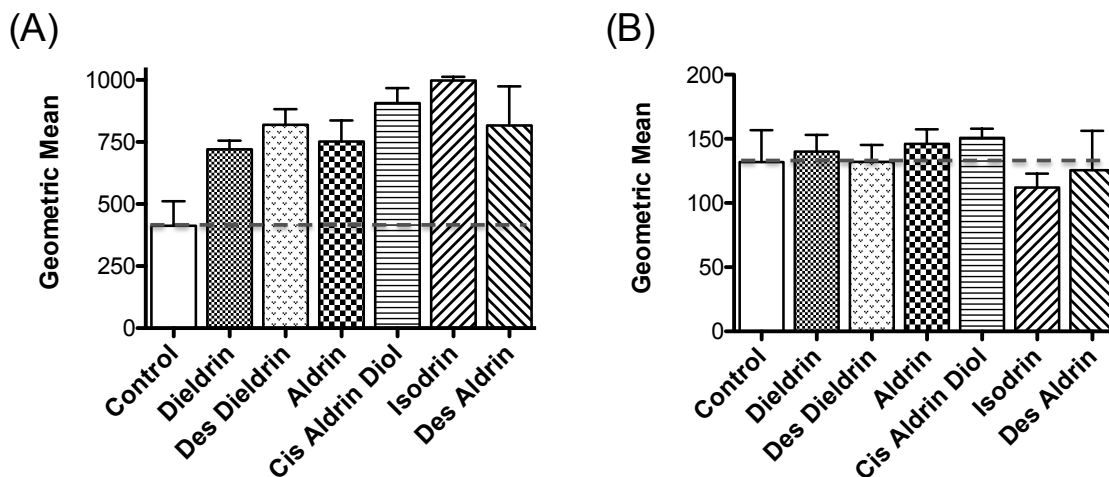 (A)
Geometric Mean
1000
750
500
250
0
Control
Dieldrin
Des Dieldrin
Aldrin
Cis Aldrin Diol
Isodrin
Des Aldrin
(B)
Geometric Mean
200
150
100
50
0
Control
Dieldrin
Des Dieldrin
Aldrin
Cis Aldrin Diol
Isodrin
Des Aldrin